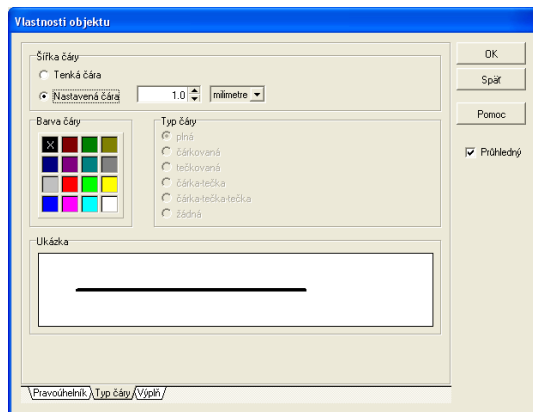 Vlastnosti objektu
Šířka čáry
Tenká čára
Nastavená čára
1.0
milimetre
Barva čáry
X
Typ čáry
plná
čárkovaná
tečkovaná
čárka-tečka
čárka-tečka-tečka
žádná
Ukázka
OK
Späť
Pomoc
Průhledný
Pravoúhelník Typ čáry Výplň